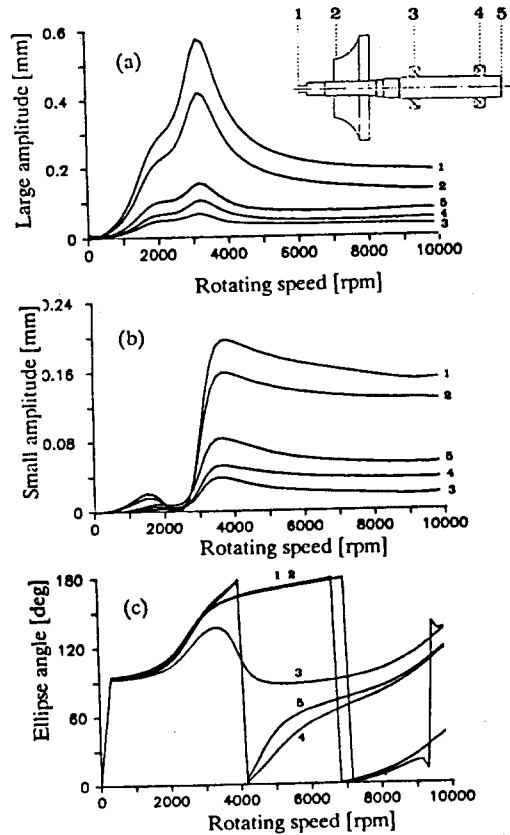 1 2 3 4 5
(a)
Large amplitude [mm]
0.6
0.4
0.2
0
1
2
5
4
3
0 2000 4000 6000 8000 10000
Rotating speed [rpm]
(b)
Small amplitude [mm]
0.24
0.16
0.08
0
1
2
5
4
3
0 2000 4000 6000 8000 10000
Rotating speed [rpm]
(c)
Ellipse angle [deg]
180
120
60
0
1 2
3
5
4
0 2000 4000 6000 8000 10000
Rotating speed [rpm]